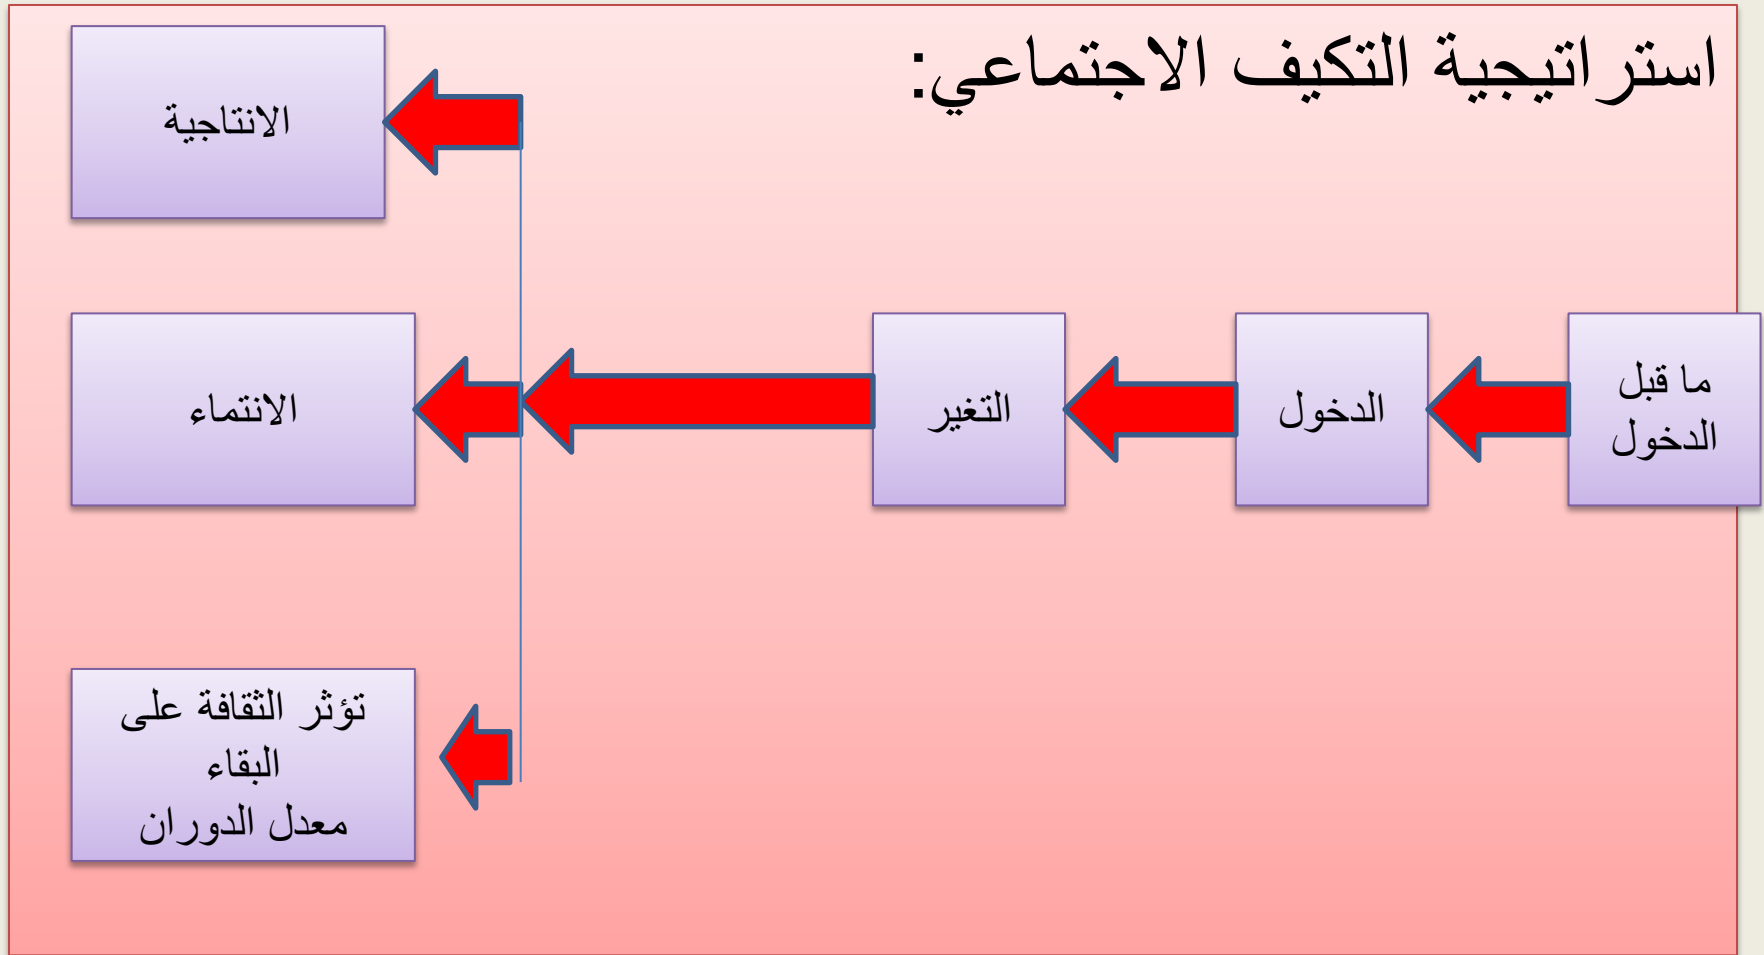 استراتيجية التكيف الاجتماعي:
ما قبل
الدخول
الدخول
التغير
الانتاجية
الانتماء
تؤثر الثقافة على
البقاء
معدل الدوران